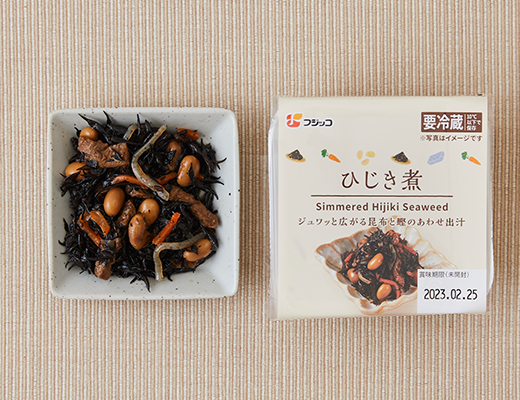 フジッコ
要冷蔵
10℃
以下で
保存
※写真はイメージです
ひじき煮
Simmered Hijiki Seaweed
ジュワッと広がる昆布と鰹のあわせ出汁
賞味期限(未開封)
2023.02.25